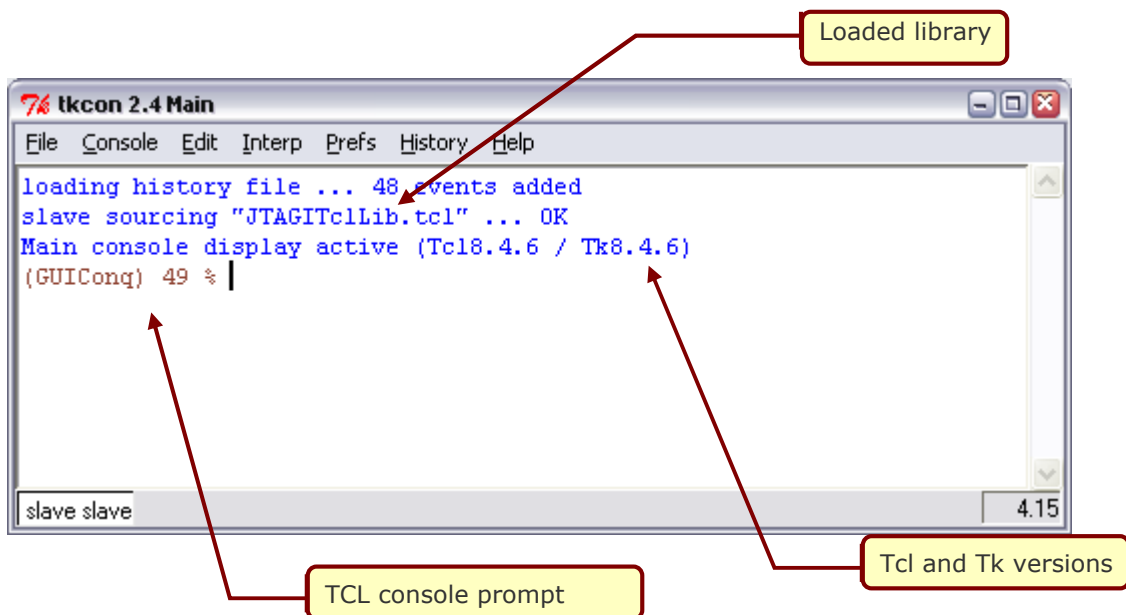 Loaded library
tkcon 2.4 Main
File Console Edit Interp Prefs History Help
loading history file ... 48 events added
slave sourcing "JTAGITclLib.tcl" ... OK
Main console display active (Tcl8.4.6 / Tk8.4.6)
(GUIConq) 49 %
slave slave 4.15
Tcl and Tk versions
TCL console prompt